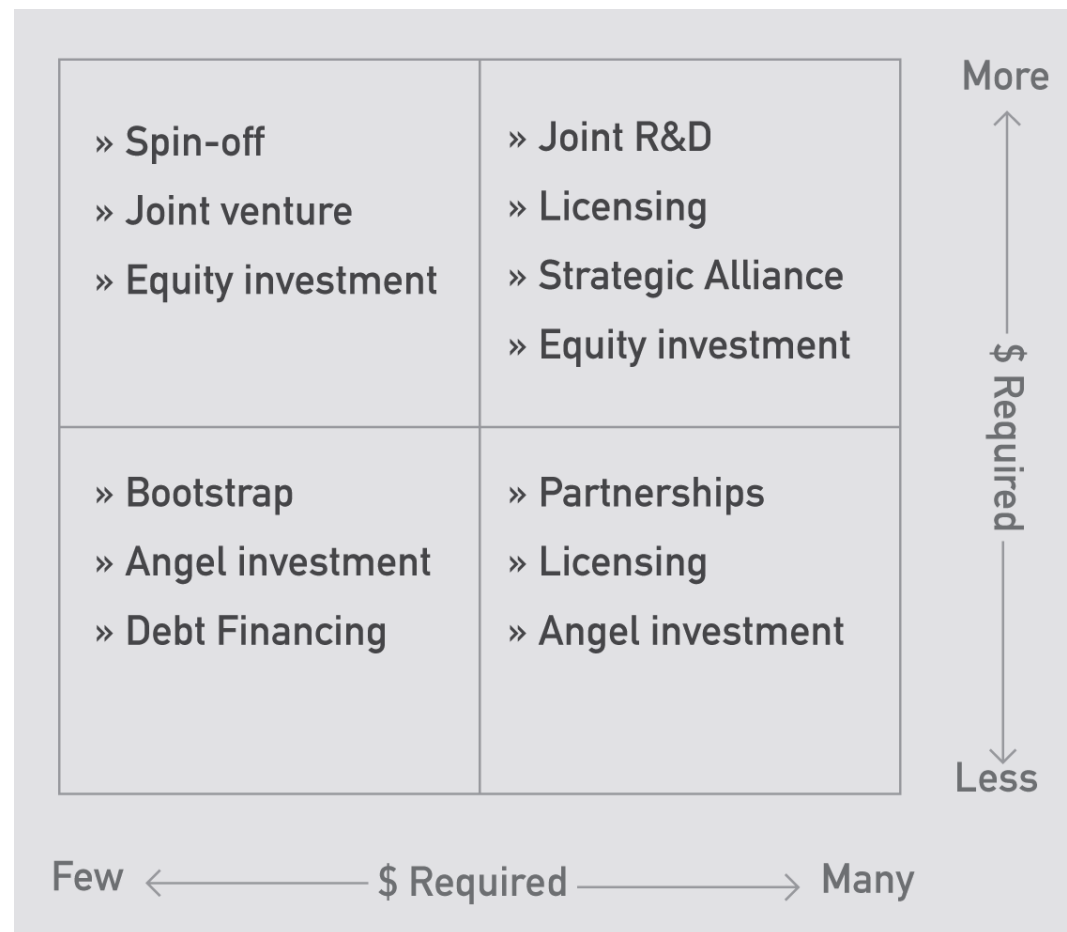 » Spin-off
» Joint venture
» Equity investment
» Joint R&D
» Licensing
» Strategic Alliance
» Equity investment
» Bootstrap
» Angel investment
» Debt Financing
» Partnerships
» Licensing
» Angel investment
More
$ Required
Less
Few
$ Required
Many